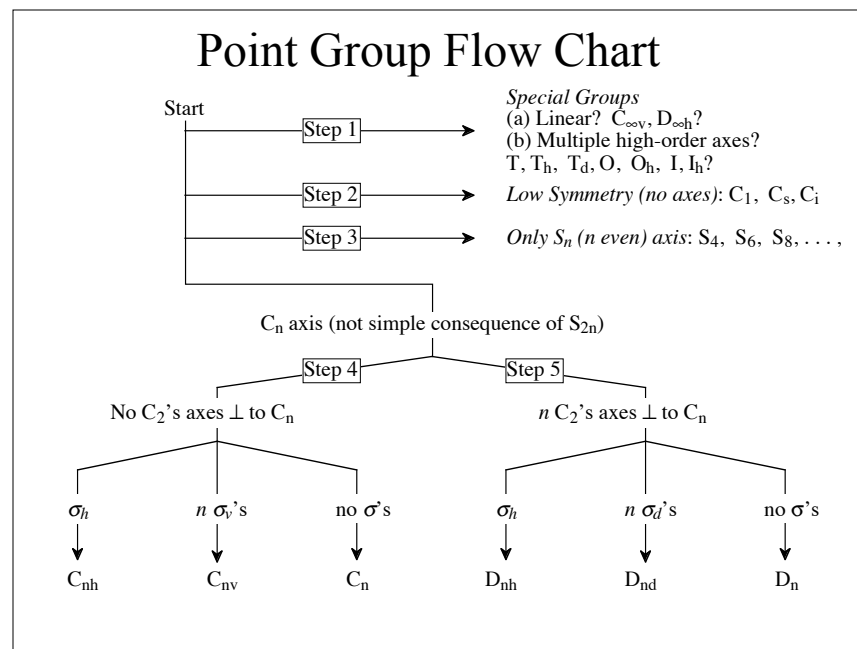 Point Group Flow Chart
Start
Step 1
Special Groups
(a) Linear? C∞v, D∞h?
(b) Multiple high-order axes?
T, Th, Td, O, Oh, I, Ih?
Step 2
Low Symmetry (no axes): C1, Cs, Ci
Step 3
Only Sn (n even) axis: S4, S6, S8, . . . ,
Cn axis (not simple consequence of S2n)
Step 4
Step 5
No C2's axes ⊥ to Cn
n C2's axes ⊥ to Cn
σh
n σv's
no σ's
σh
n σd's
no σ's
Cnh
Cnv
Cn
Dnh
Dnd
Dn